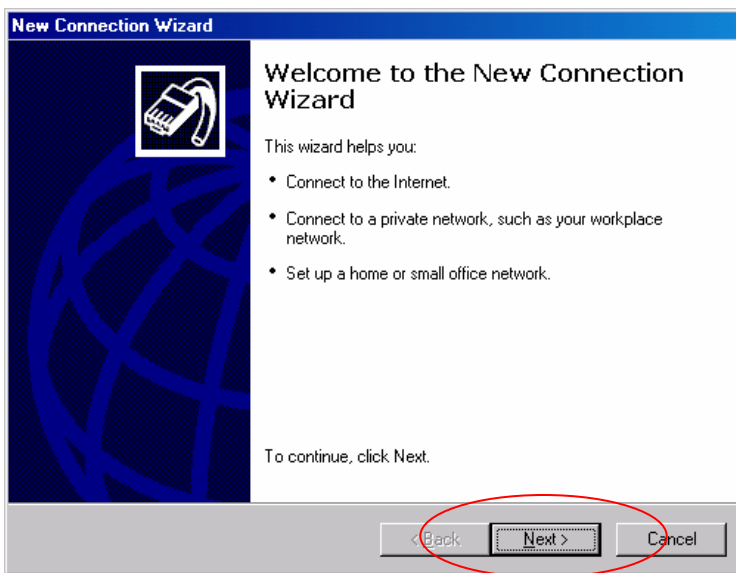 New Connection Wizard
Welcome to the New Connection
Wizard
This wizard helps you:
• Connect to the Internet.
• Connect to a private network, such as your workplace
network.
• Set up a home or small office network.
To continue, click Next.
< Back Next > Cancel